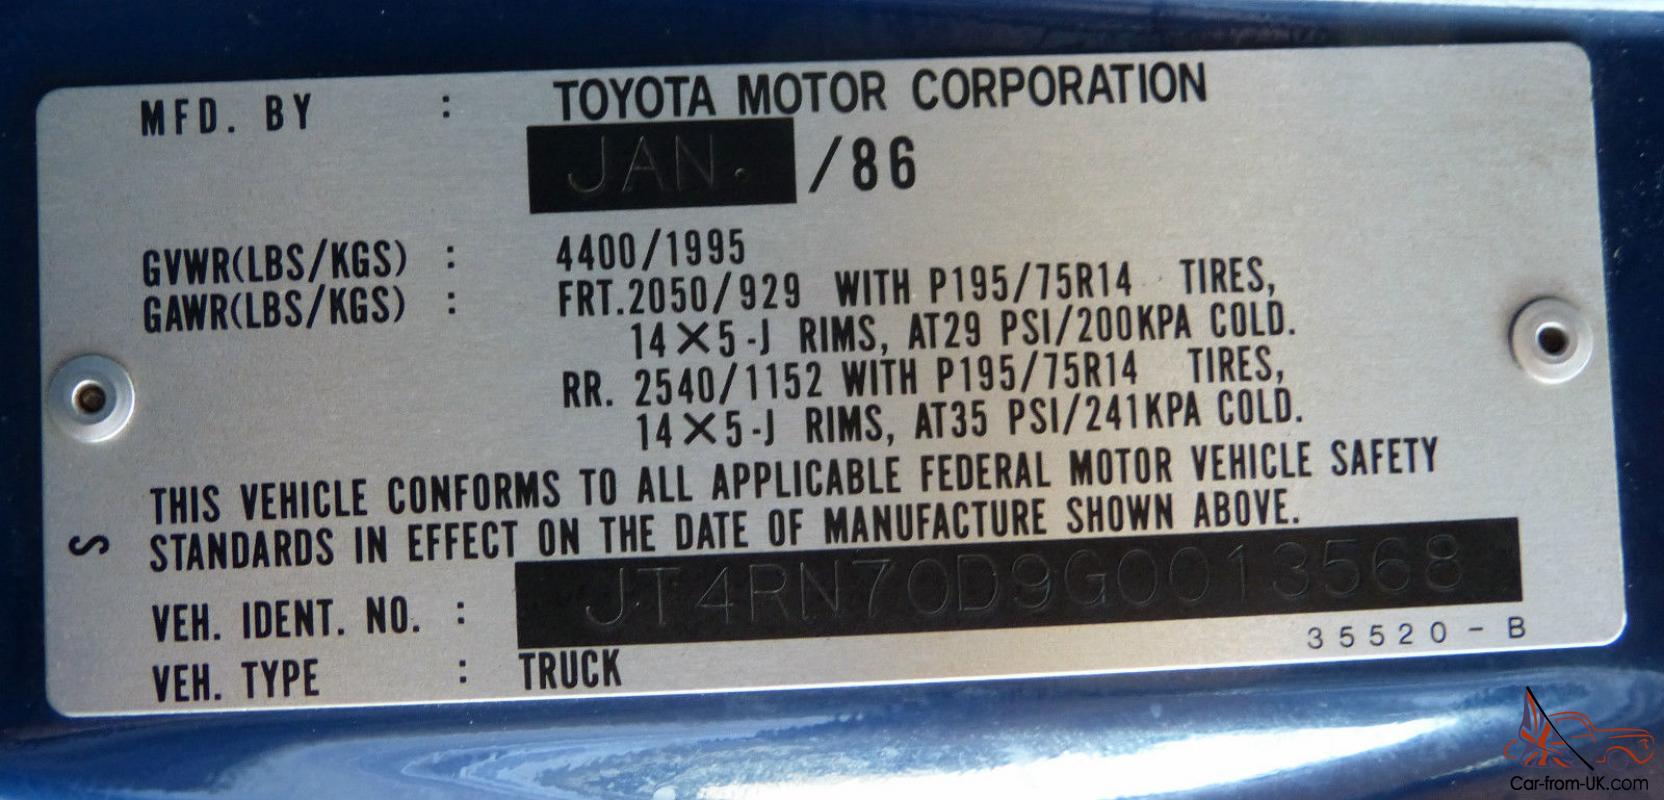 MFD. BY : TOYOTA MOTOR CORPORATION
JAN. /86
GVWR(LBS/KGS) : 4400/1995
GAWR(LBS/KGS) : FRT.2050/929 WITH P195/75R14 TIRES,
14×5-J RIMS, AT29 PSI/200KPA COLD.
RR. 2540/1152 WITH P195/75R14 TIRES,
14×5-J RIMS, AT35 PSI/241KPA COLD.
THIS VEHICLE CONFORMS TO ALL APPLICABLE FEDERAL MOTOR VEHICLE SAFETY
STANDARDS IN EFFECT ON THE DATE OF MANUFACTURE SHOWN ABOVE.
S
VEH. IDENT. NO. : JT4RN70D9G0013568
35520-B
VEH. TYPE : TRUCK
Car-from-UK.com